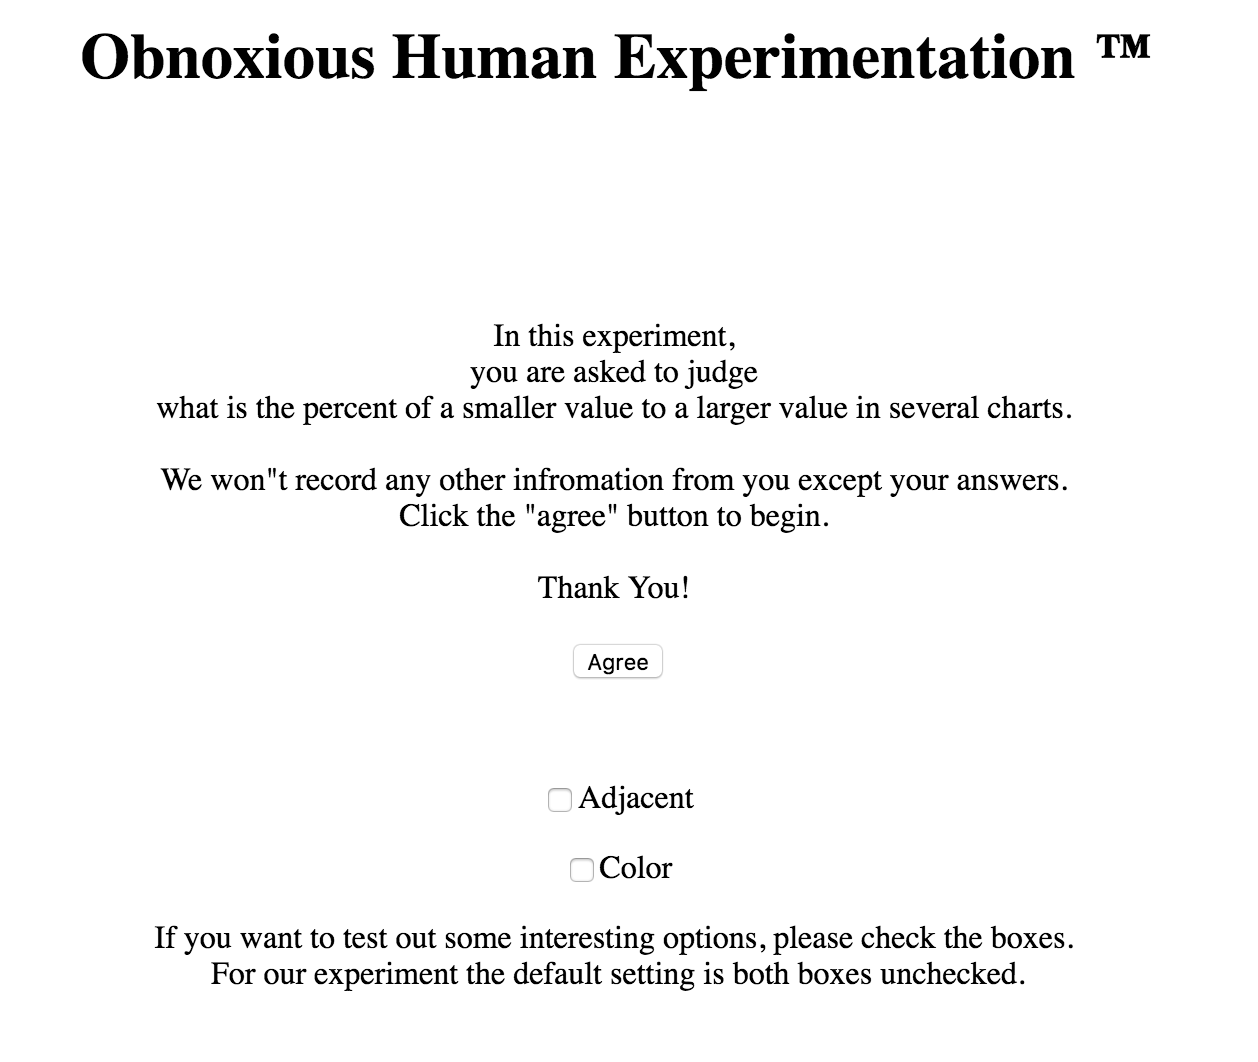 Obnoxious Human Experimentation ™
In this experiment,
you are asked to judge
what is the percent of a smaller value to a larger value in several charts.
We won"t record any other infromation from you except your answers.
Click the "agree" button to begin.
Thank You!
Agree
Adjacent
Color
If you want to test out some interesting options, please check the boxes.
For our experiment the default setting is both boxes unchecked.